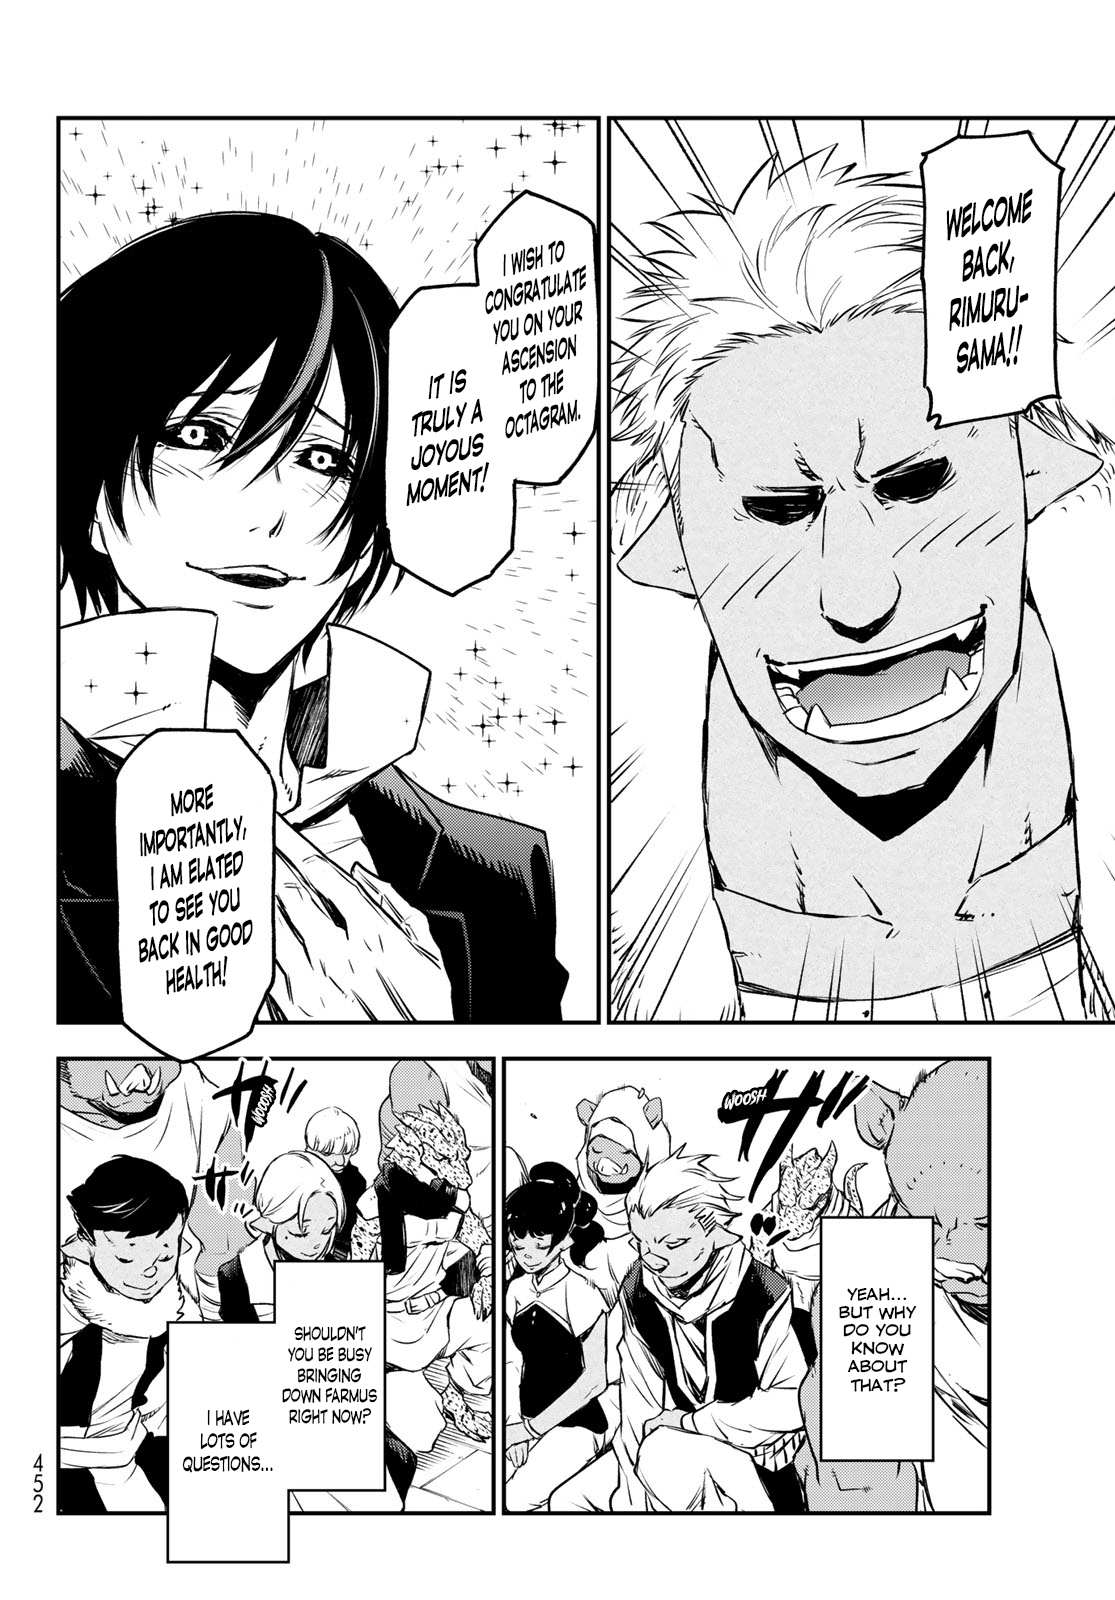 WELCOME
BACK,
RIMURU-
SAMA!!
I WISH TO
CONGRATULATE
YOU ON YOUR
ASCENSION
TO THE
OCTAGRAM.
IT IS
TRULY A
JOYOUS
MOMENT!
MORE
IMPORTANTLY,
I AM ELATED
TO SEE YOU
BACK IN GOOD
HEALTH!
WOOSH
ザ
YEAH...
BUT WHY
DO YOU
KNOW
ABOUT
THAT?
WOOSH
ザ
SHOULDN'T
YOU BE BUSY
BRINGING
DOWN FARMUS
RIGHT NOW?
I HAVE
LOTS OF
QUESTIONS...
452